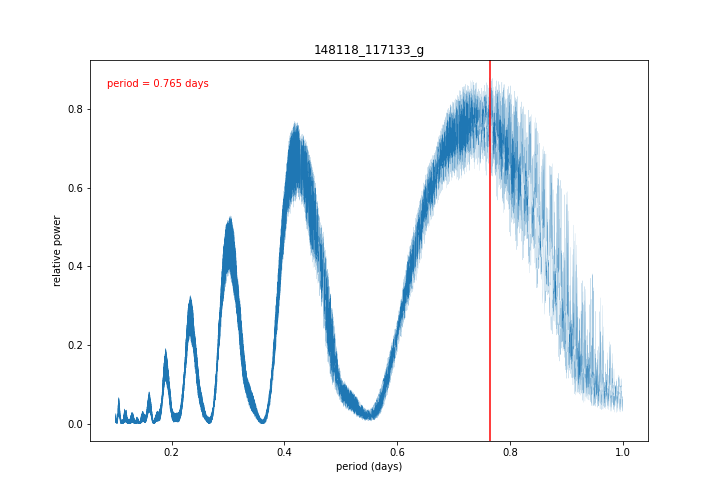 148118_117133_g
period = 0.765 days
relative power
0.8
0.6
0.4
0.2
0.0
0.2 0.4 0.6 0.8 1.0
period (days)